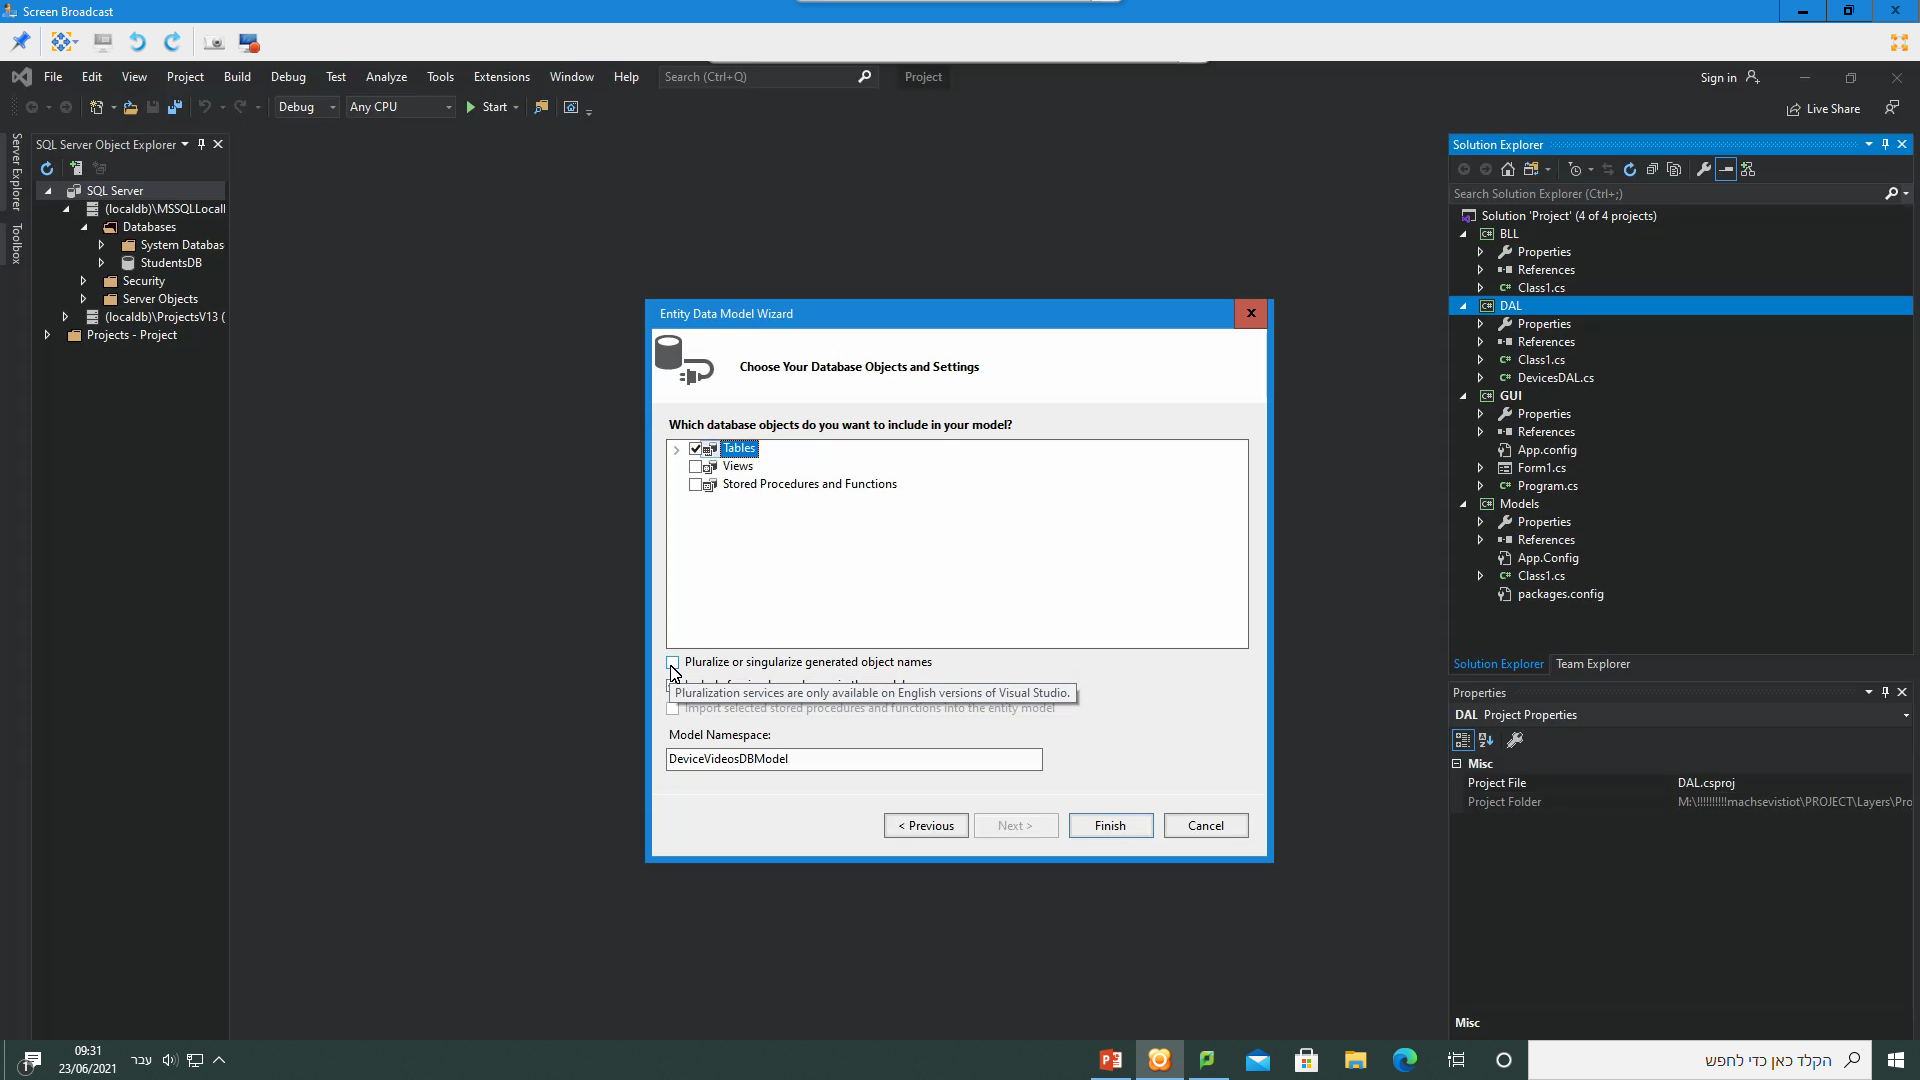 Screen Broadcast
File Edit View Project Build Debug Test Analyze Tools Extensions Window Help Search (Ctrl+Q) Project Sign in
Debug Any CPU Start Live Share
Server Explorer
Toolbox
SQL Server Object Explorer
SQL Server
(localdb)\MSSQLLocall
Databases
System Databas
StudentsDB
Security
Server Objects
(localdb)\ProjectsV13 (
Projects - Project
Entity Data Model Wizard
Choose Your Database Objects and Settings
Which database objects do you want to include in your model?
Tables
Views
Stored Procedures and Functions
Pluralize or singularize generated object names
Pluralization services are only available on English versions of Visual Studio.
Import selected stored procedures and functions into the entity model
Model Namespace:
DeviceVideosDBModel
< Previous Next > Finish Cancel
Solution Explorer
Search Solution Explorer (Ctrl+;)
Solution 'Project' (4 of 4 projects)
BLL
Properties
References
Class1.cs
DAL
Properties
References
Class1.cs
DevicesDAL.cs
GUI
Properties
References
App.config
Form1.cs
Program.cs
Models
Properties
References
App.Config
Class1.cs
packages.config
Solution Explorer Team Explorer
Properties
DAL Project Properties
Misc
Project File DAL.csproj
Project Folder M:\!!!!!!!!!!machsevistiot\PROJECT\Layers\Pro
Misc
09:31
23/06/2021
עבר
הקלד כאן כדי לחפש